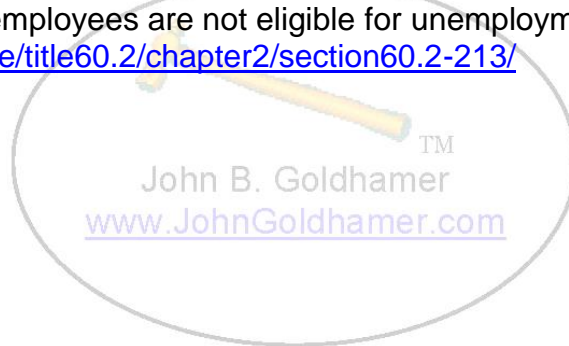 employees are not eligible for unemploym
e/title60.2/chapter2/section60.2-213/
TM
John B. Goldhamer
www.JohnGoldhamer.com